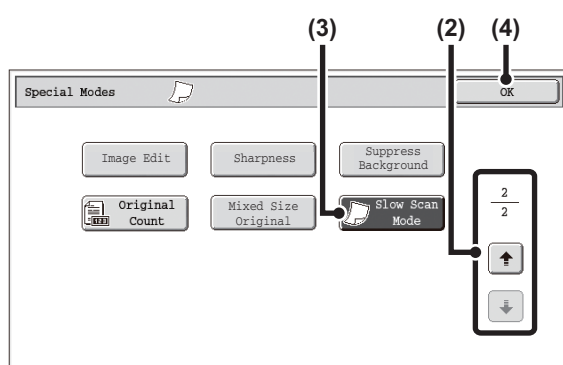 (3) (2) (4)
Special Modes OK
Image Edit Sharpness Suppress
Background
Original
Count Mixed Size
Original Slow Scan
Mode
2
2
123